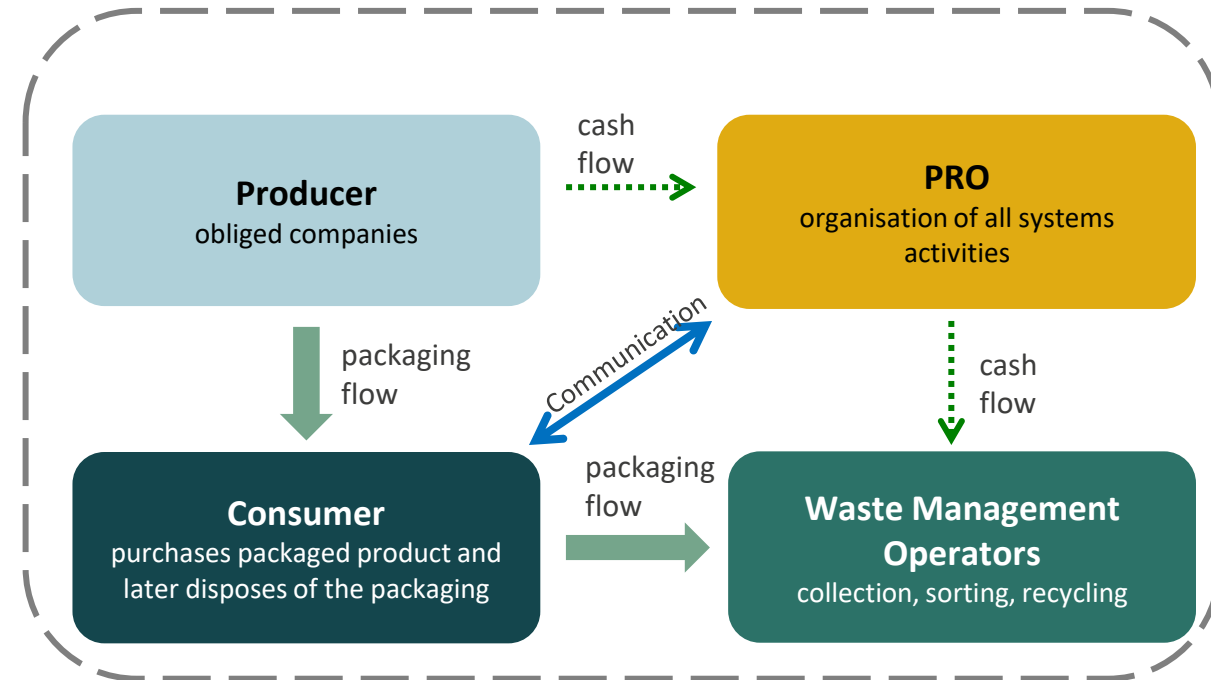 Producer
obliged companies
cash
flow
PRO
organisation of all systems
activities
packaging
flow
Communication
cash
flow
Consumer
purchases packaged product and
later disposes of the packaging
packaging
flow
Waste Management
Operators
collection, sorting, recycling